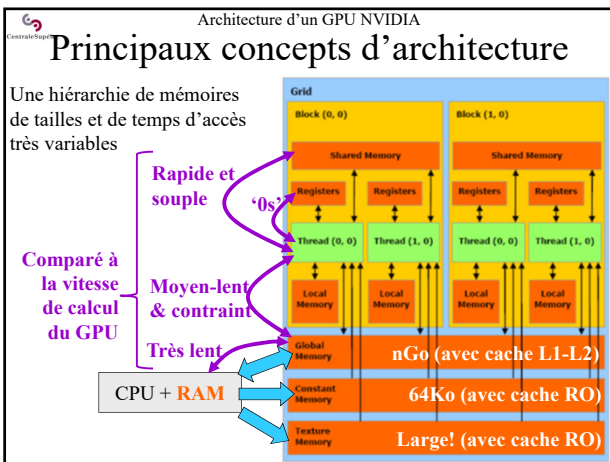 CentraleSupélec
Architecture d'un GPU NVIDIA
Principaux concepts d'architecture
Une hiérarchie de mémoires
de tailles et de temps d'accès
très variables
Rapide et
souple
'0s'
Comparé à
la vitesse
de calcul
du GPU
Moyen-lent
& contraint
Très lent
CPU + RAM
Grid
Block (0, 0)
Block (1, 0)
Shared Memory
Shared Memory
Registers
Registers
Registers
Registers
Thread (0, 0)
Thread (1, 0)
Thread (0, 0)
Thread (1, 0)
Local
Memory
Local
Memory
Local
Memory
Local
Memory
Global
Memory
nGo (avec cache L1-L2)
Constant
Memory
64Ko (avec cache RO)
Texture
Memory
Large! (avec cache RO)